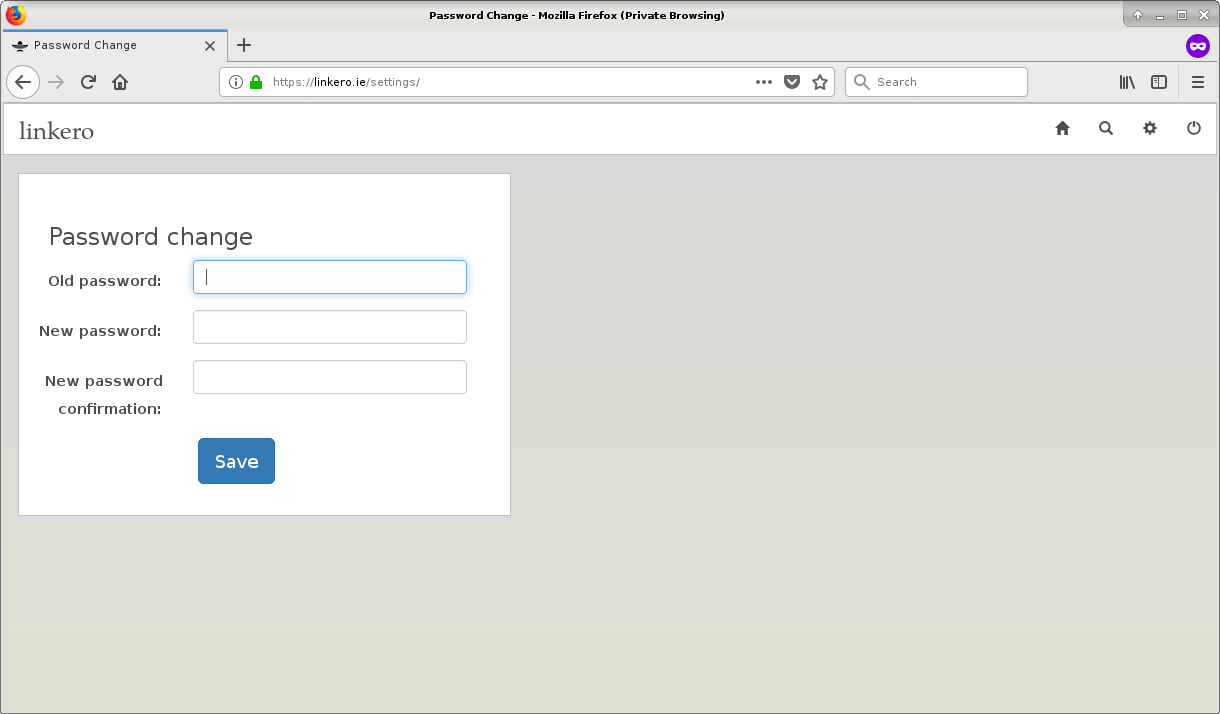 Password Change - Mozilla Firefox (Private Browsing)
Password Change
https://linkero.ie/settings/
Search
linkero
Password change
Old password:
New password:
New password
confirmation:
Save